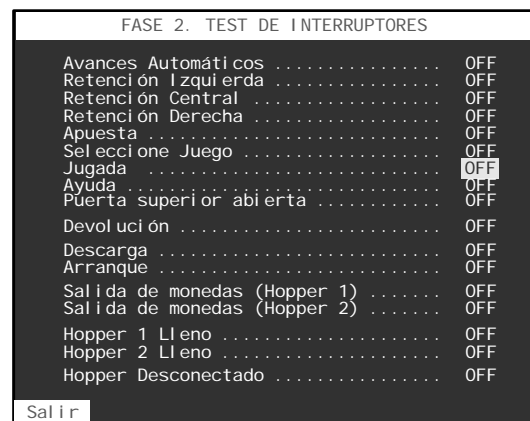 FASE 2. TEST DE INTERRUPTORES
Avances Automáticos ................ OFF
Retención Izquierda ................ OFF
Retención Central .................. OFF
Retención Derecha .................. OFF
Apuesta ............................ OFF
Seleccione Juego ................... OFF
Jugada ............................ OFF
Ayuda .............................. OFF
Puerta superior abierta ............ OFF
Devolución ......................... OFF
Descarga ........................... OFF
Arranque ........................... OFF
Salida de monedas (Hopper 1) ....... OFF
Salida de monedas (Hopper 2) ....... OFF
Hopper 1 Lleno ..................... OFF
Hopper 2 Lleno ..................... OFF
Hopper Desconectado ................ OFF
Salir